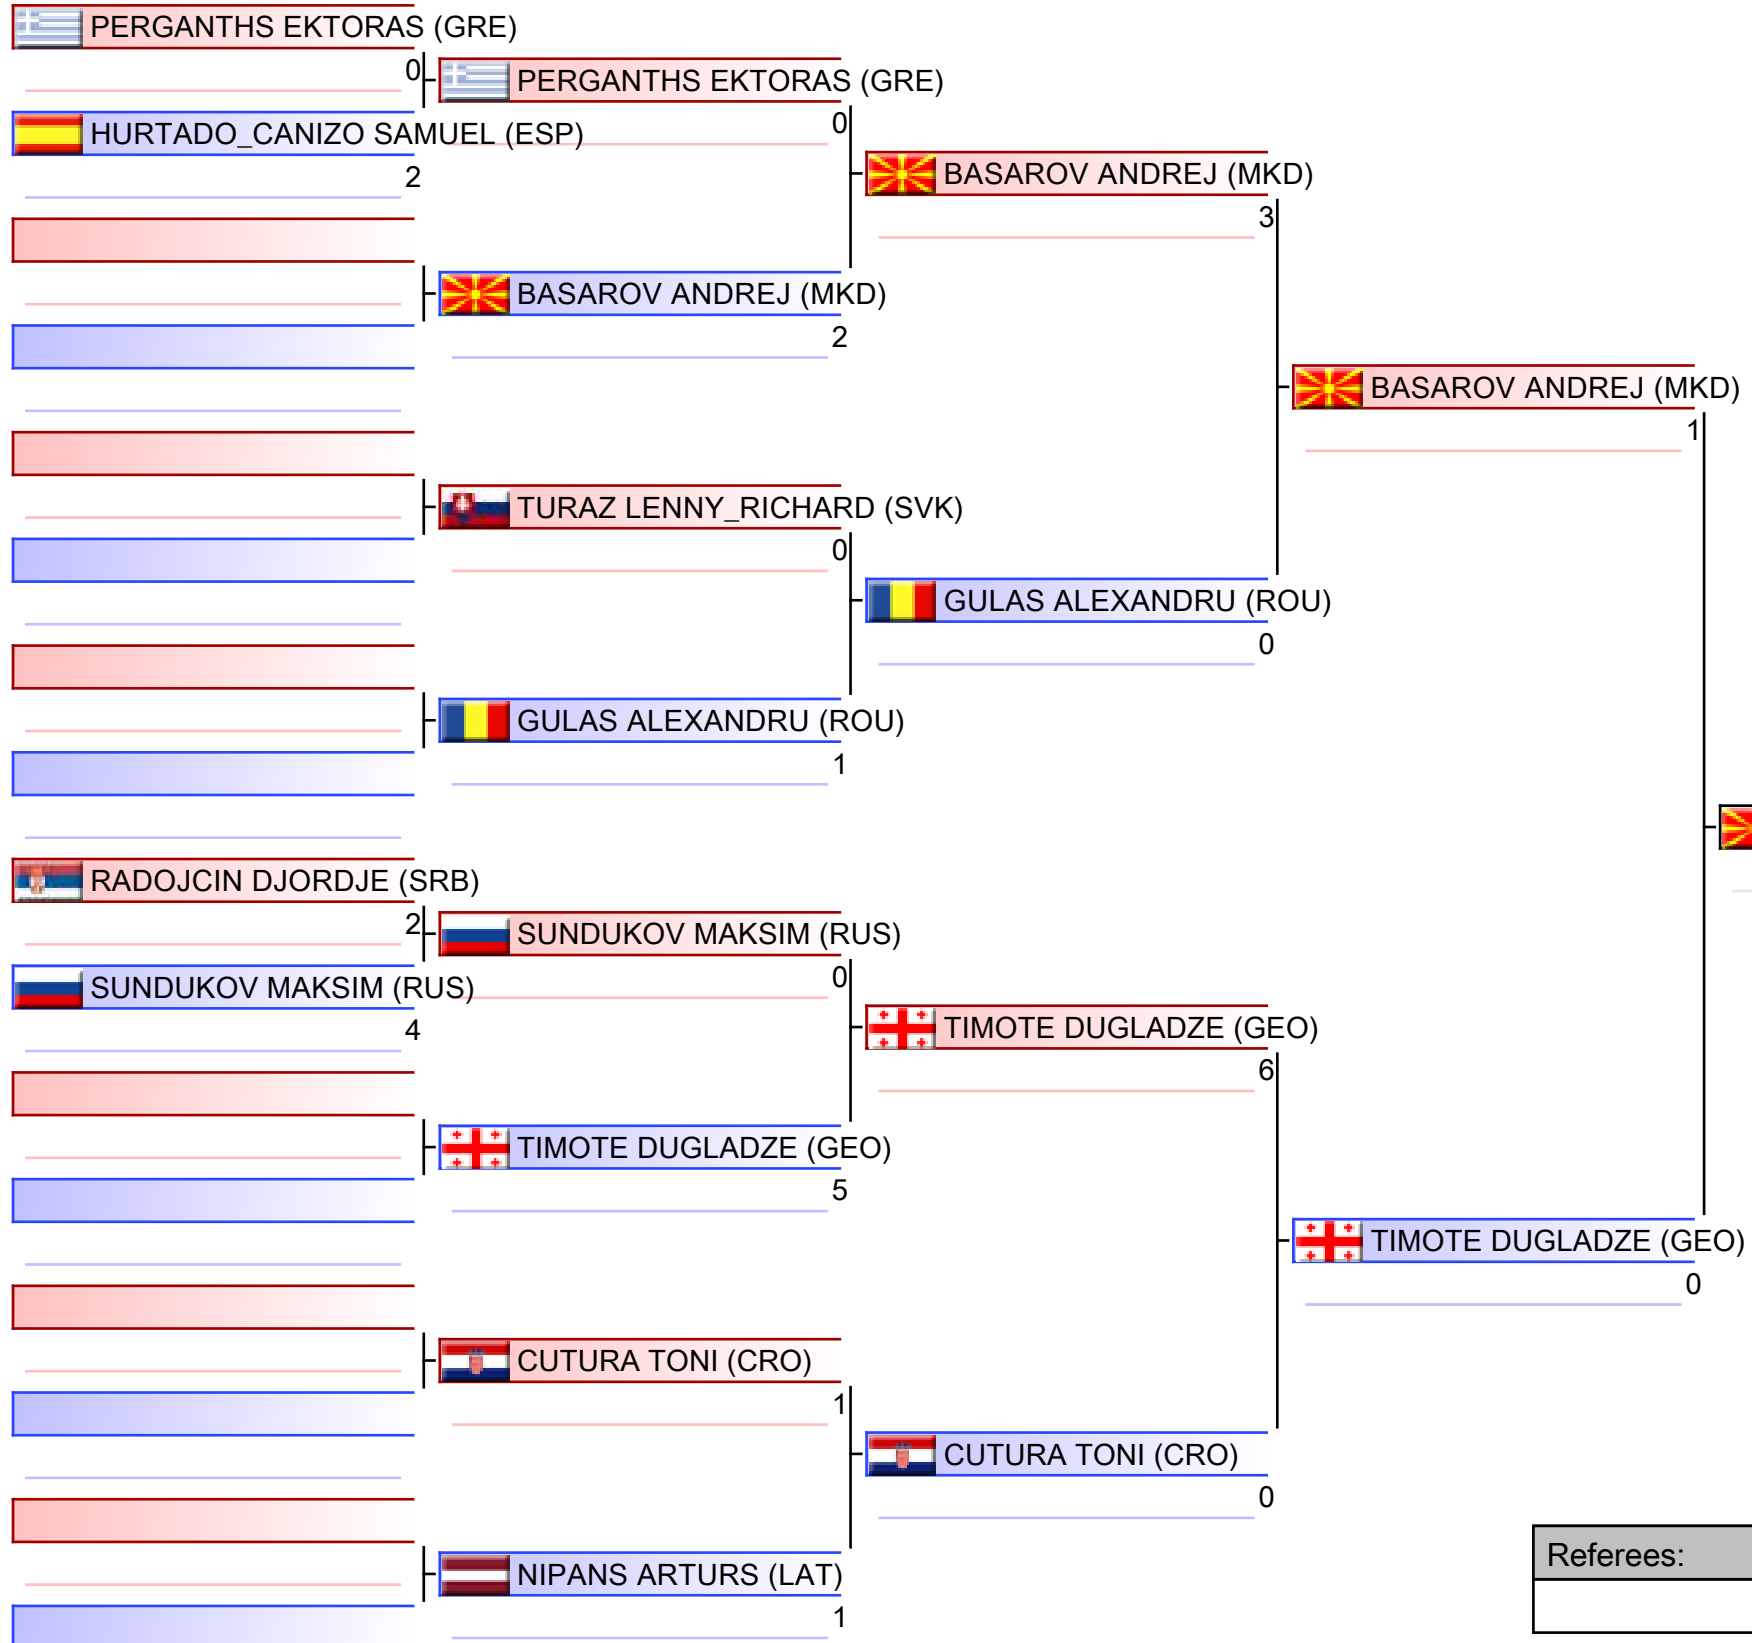 PERGANTHS EKTORAS (GRE)
0
HURTADO_CANIZO SAMUEL (ESP)
2
RADOJCIN DJORDJE (SRB)
2
SUNDUKOV MAKSIM (RUS)
4
PERGANTHS EKTORAS (GRE)
0
BASAROV ANDREJ (MKD)
2
TURAZ LENNY_RICHARD (SVK)
0
GULAS ALEXANDRU (ROU)
1
SUNDUKOV MAKSIM (RUS)
0
TIMOTE DUGLADZE (GEO)
5
CUTURA TONI (CRO)
1
NIPANS ARTURS (LAT)
1
BASAROV ANDREJ (MKD)
3
GULAS ALEXANDRU (ROU)
0
TIMOTE DUGLADZE (GEO)
6
CUTURA TONI (CRO)
0
BASAROV ANDREJ (MKD)
1
TIMOTE DUGLADZE (GEO)
0
Referees: